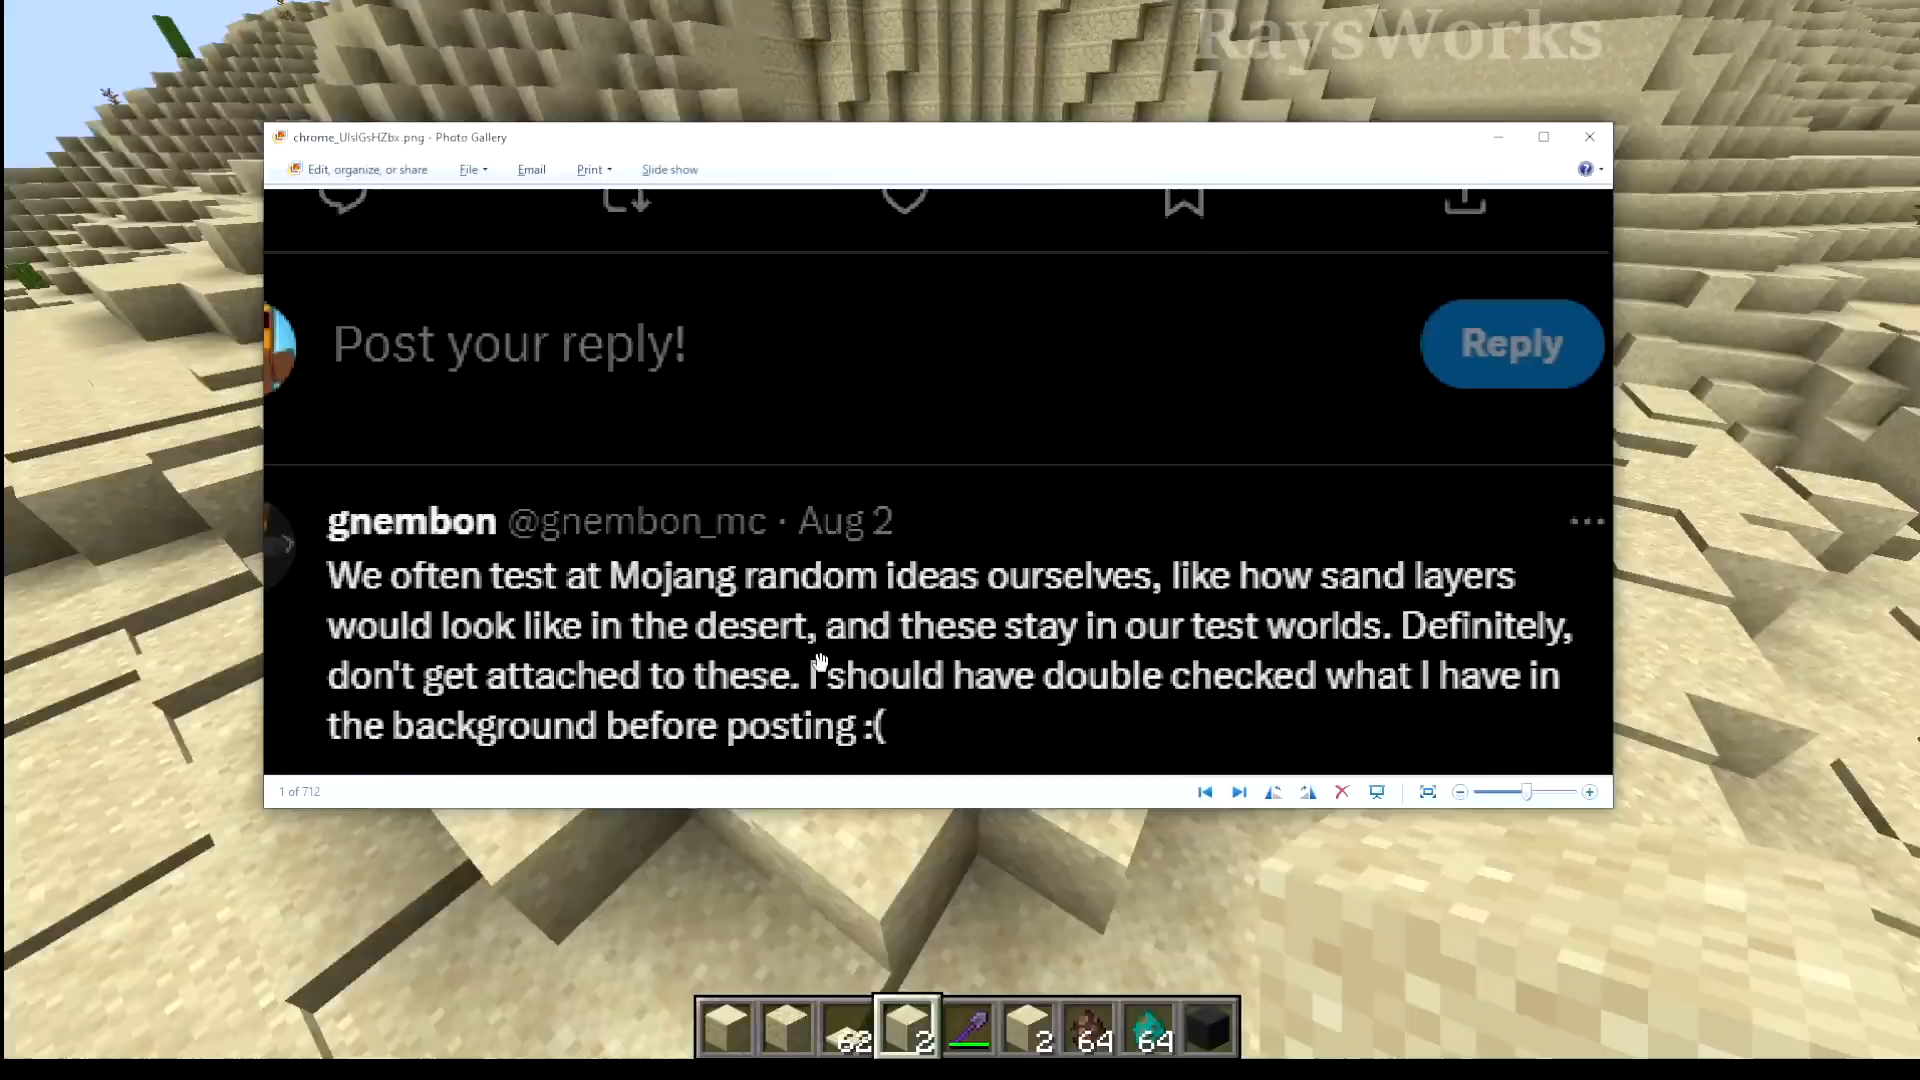 RaysWorks
chrome_UlslGsHZbx.png - Photo Gallery
Edit, organize, or share File Email Print Slide show
Post your reply!
Reply
gnembon @gnembon_mc · Aug 2
We often test at Mojang random ideas ourselves, like how sand layers
would look like in the desert, and these stay in our test worlds. Definitely,
don't get attached to these. I should have double checked what I have in
the background before posting :(
1 of 712
62 2 2 64 64